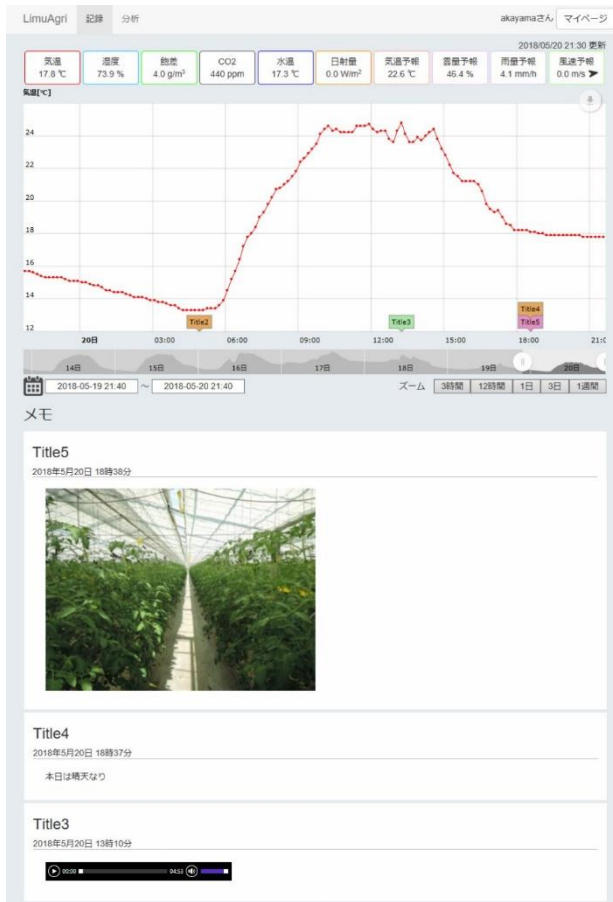 LimuAgri 記録 分析 akayamaさん マイページ
2018/05/20 21:30 更新
気温 湿度 飽差 CO2 水温 日射量 気温予報 雲量予報 雨量予報 風速予報
17.8 ℃ 73.9 % 4.0 g/m³ 440 ppm 17.3 ℃ 0.0 W/m² 22.6 ℃ 46.4 % 4.1 mm/h 0.0 m/s
気温[℃]
24
22
20
18
16
14
Title4
Title2 Title3 Title5
12
20日 03:00 06:00 09:00 12:00 15:00 18:00 21:0
14日 15日 16日 17日 18日 19日 20日
2018-05-19 21:40 ~ 2018-05-20 21:40 ズーム 3時間 12時間 1日 3日 1週間
メモ
Title5
2018年5月20日 18時38分
Title4
2018年5月20日 18時37分
本日は晴天なり
Title3
2018年5月20日 13時10分
00:00 04:53